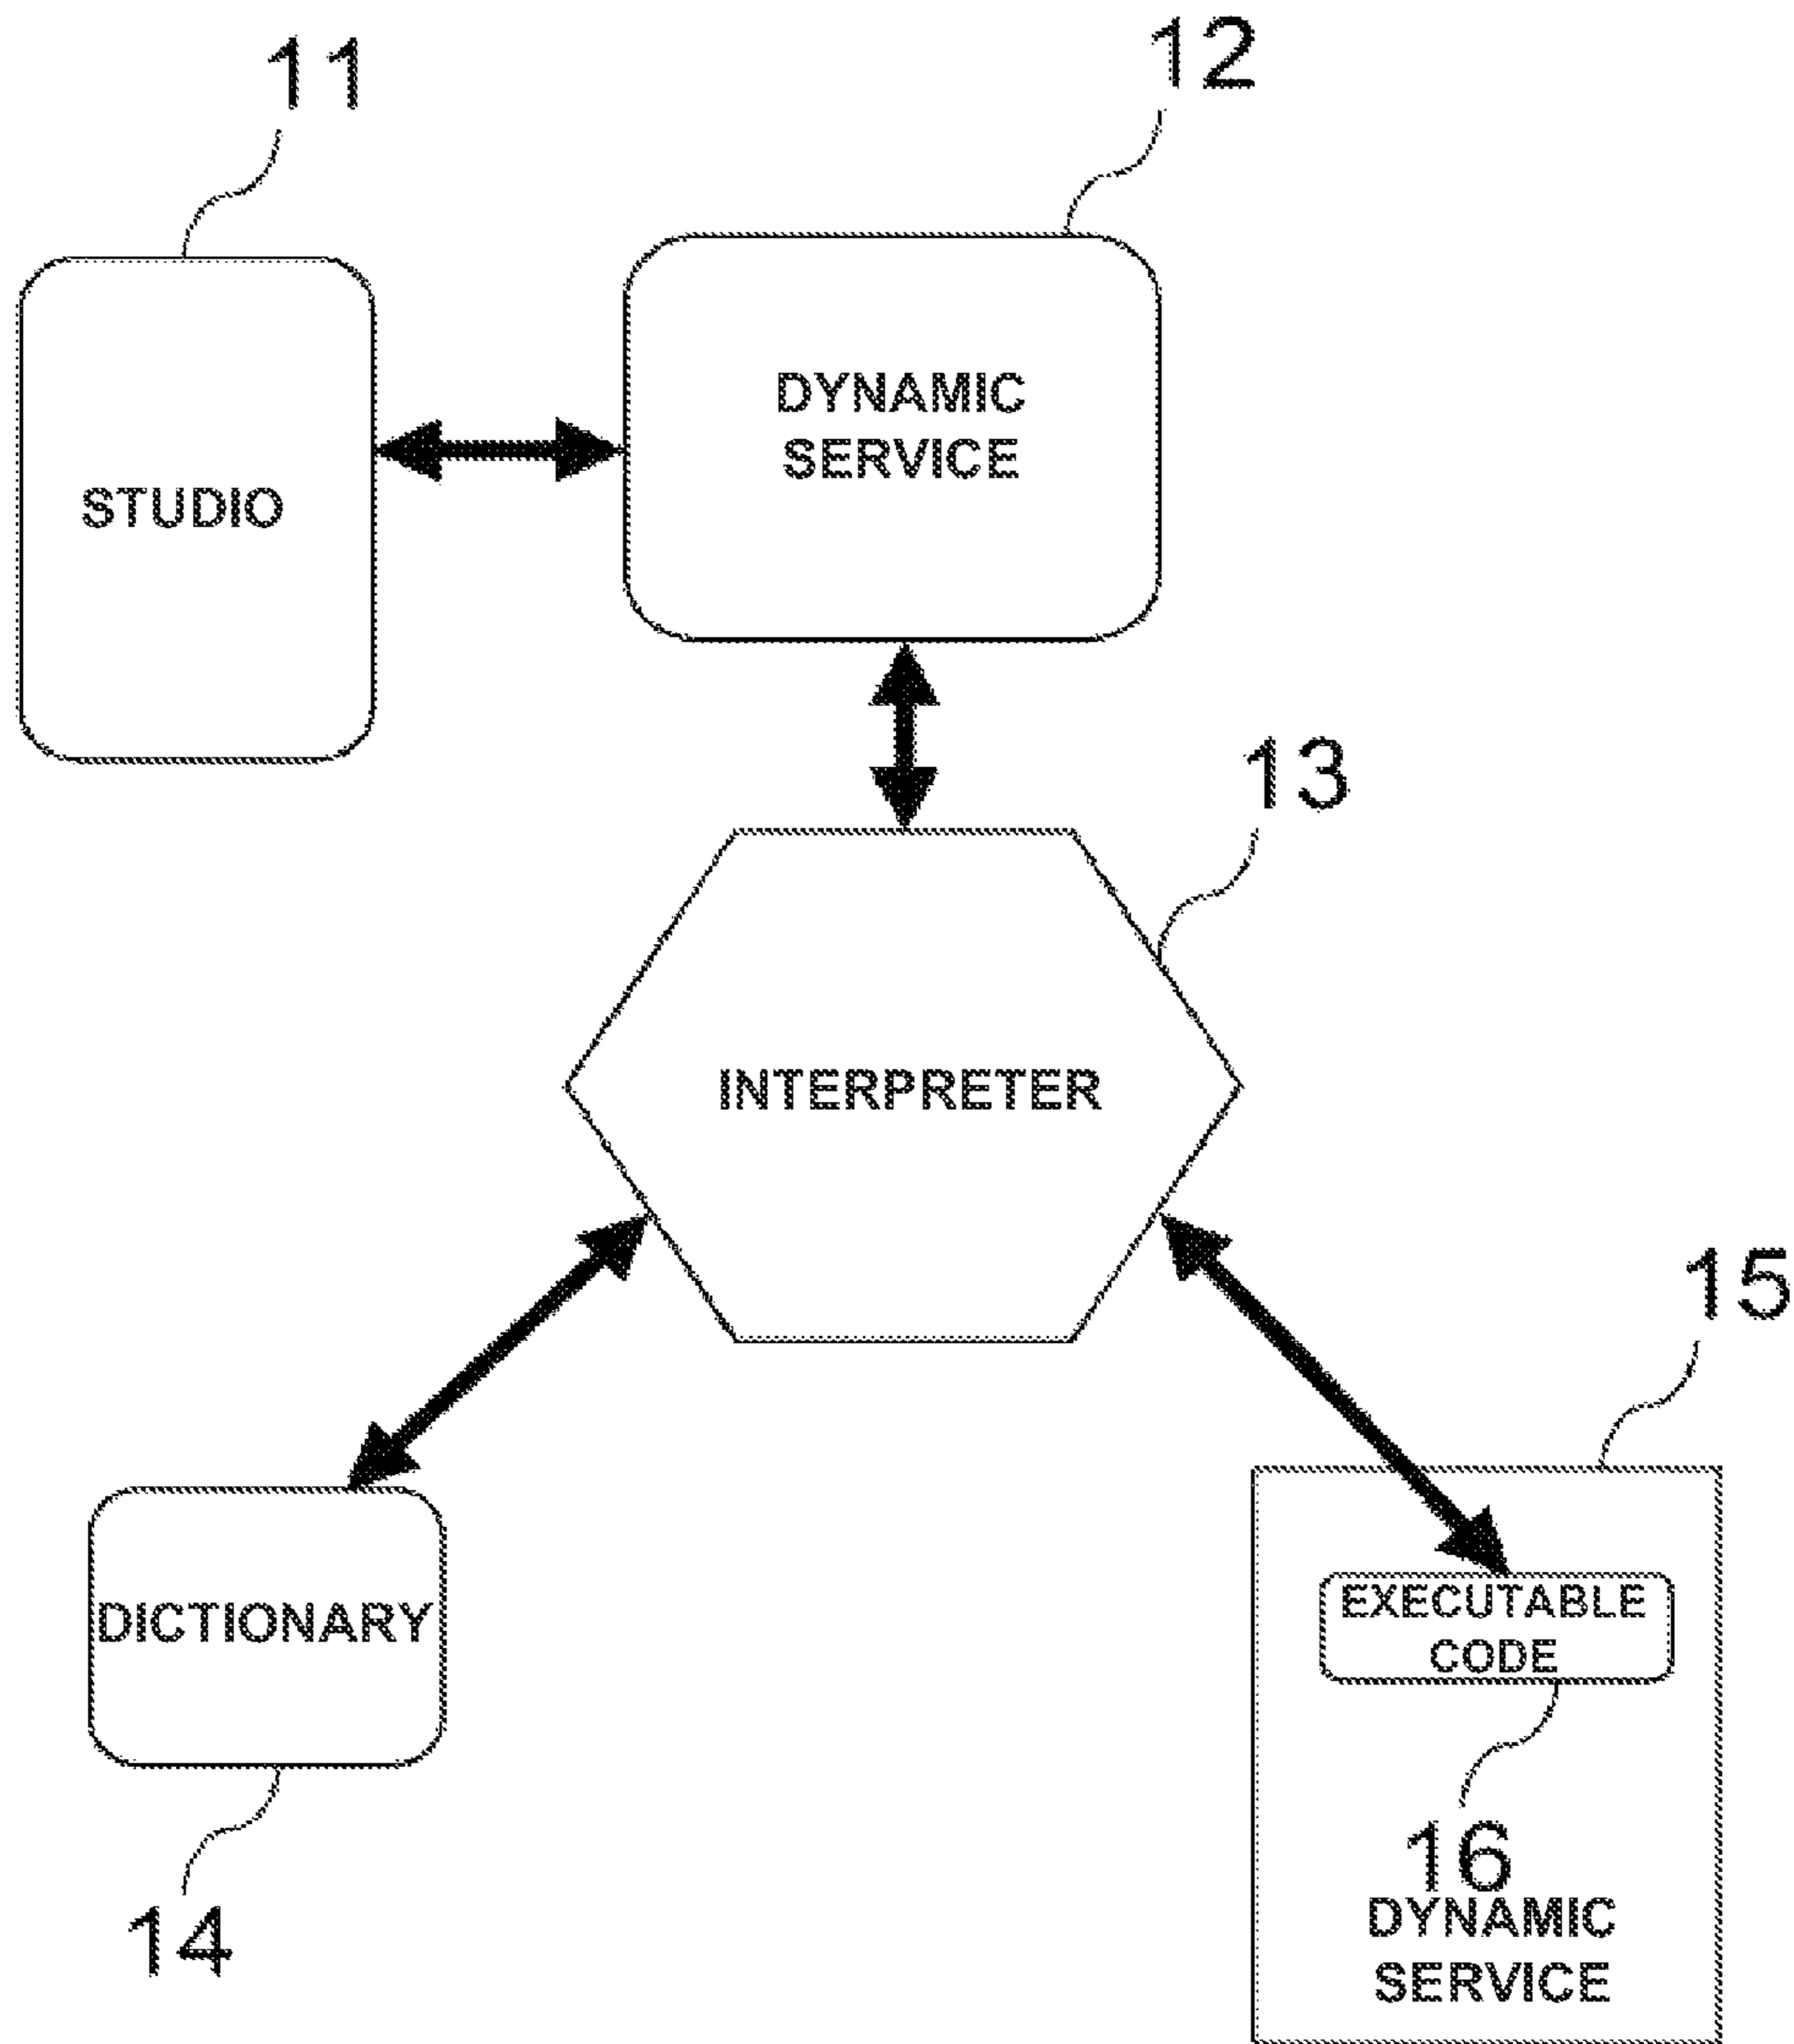 11
12
STUDIO
DYNAMIC
SERVICE
13
INTERPRETER
14
DICTIONARY
15
EXECUTABLE
CODE
16
DYNAMIC
SERVICE